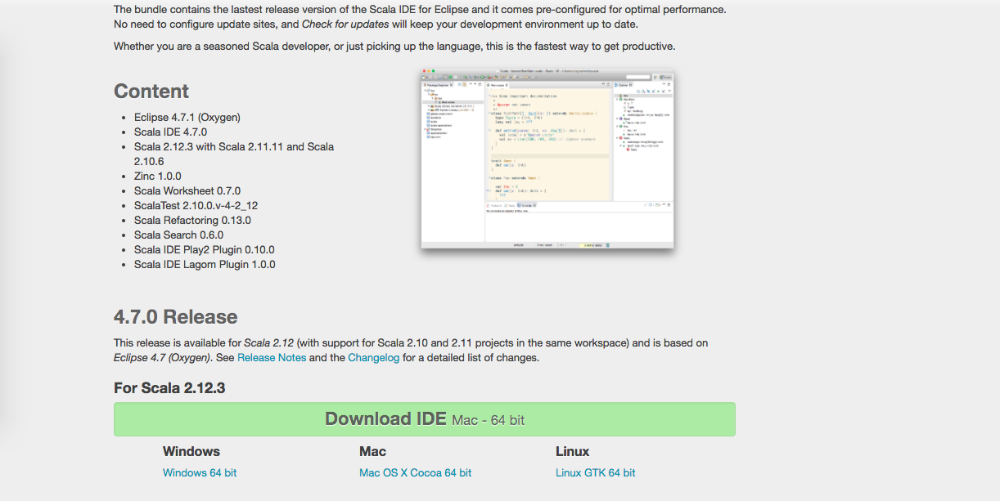 The bundle contains the lastest release version of the Scala IDE for Eclipse and it comes pre-configured for optimal performance.
No need to configure update sites, and Check for updates will keep your development environment up to date.
Whether you are a seasoned Scala developer, or just picking up the language, this is the fastest way to get productive.
Content
Eclipse 4.7.1 (Oxygen)
Scala IDE 4.7.0
Scala 2.12.3 with Scala 2.11.11 and Scala
2.10.6
Zinc 1.0.0
Scala Worksheet 0.7.0
ScalaTest 2.10.0.v-4-2_12
Scala Refactoring 0.13.0
Scala Search 0.6.0
Scala IDE Play2 Plugin 0.10.0
Scala IDE Lagom Plugin 1.0.0
4.7.0 Release
This release is available for Scala 2.12 (with support for Scala 2.10 and 2.11 projects in the same workspace) and is based on
Eclipse 4.7 (Oxygen). See Release Notes and the Changelog for a detailed list of changes.
For Scala 2.12.3
Download IDE Mac - 64 bit
Windows Mac Linux
Windows 64 bit Mac OS X Cocoa 64 bit Linux GTK 64 bit